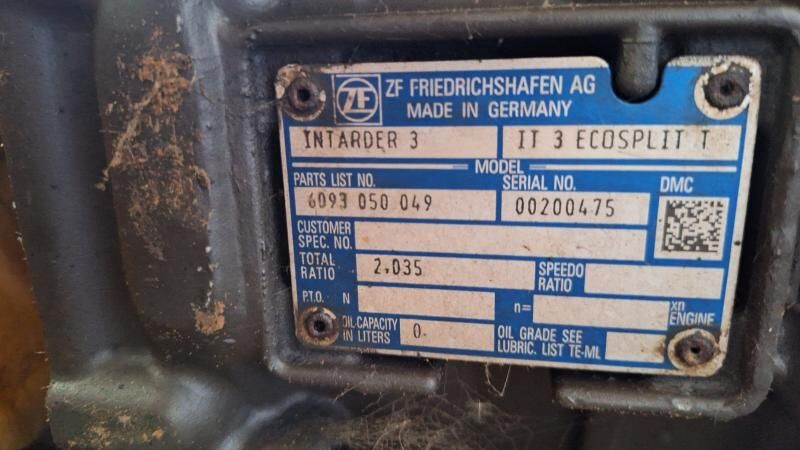 ZF ZF FRIEDRICHSHAFEN AG
MADE IN GERMANY
INTARDER 3 IT 3 ECOSPLIT T
MODEL
PARTS LIST NO. SERIAL NO. DMC
6093 050 049 00200475
CUSTOMER
SPEC. NO.
TOTAL
RATIO 2.035 SPEEDO
RATIO
P.T.O. N n= xn
ENGINE
OIL-CAPACITY
IN LITERS 0. OIL GRADE SEE
LUBRIC. LIST TE-ML